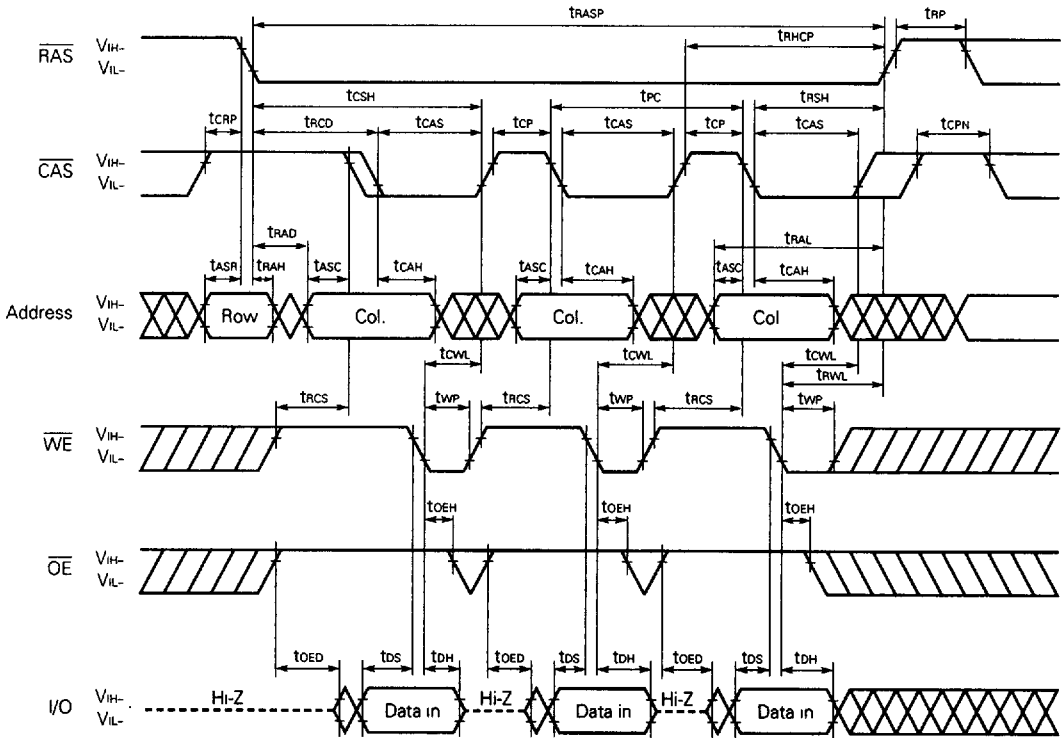 tRASP
tRP
tRHCP
RAS VIH–
VIL–
tCSH tPC tRSH
tCRP tRCD tCAS tCP tCAS tCP tCAS tCPN
CAS VIH–
VIL–
tRAD tRAL
tASR tRAH tASC tCAH tASC tCAH tASC tCAH
Address VIH–
VIL–
Row Col. Col. Col
tCWL tCWL tCWL
tRWL
tRCS tWP tRCS tWP tRCS tWP
WE VIH–
VIL–
tOEH tOEH tOEH
OE VIH–
VIL–
tOED tDS tDH tOED tDS tDH tOED tDS tDH
I/O VIH–
VIL–
Hi-Z Data in Hi-Z Data in Hi-Z Data in